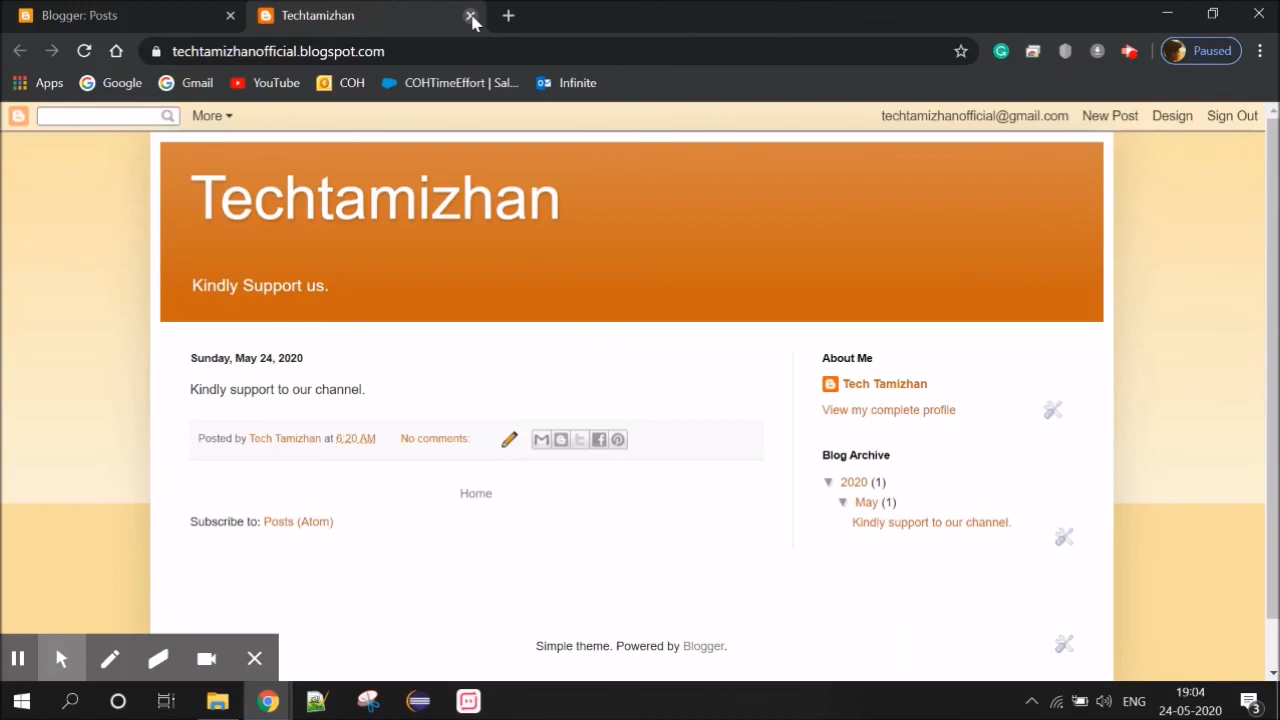 Blogger: Posts
Techtamizhan
techtamizhanofficial.blogspot.com
Paused
Apps
Google
Gmail
YouTube
COH
COHTimeEffort | Sal...
Infinite
More
techtamizhanofficial@gmail.com
New Post
Design
Sign Out
Techtamizhan
Kindly Support us.
Sunday, May 24, 2020
Kindly support to our channel.
Posted by Tech Tamizhan at 6:20 AM
No comments:
Home
Subscribe to: Posts (Atom)
About Me
Tech Tamizhan
View my complete profile
Blog Archive
▼ 2020 (1)
▼ May (1)
Kindly support to our channel.
Simple theme. Powered by Blogger.
ENG
19:04
24-05-2020
3